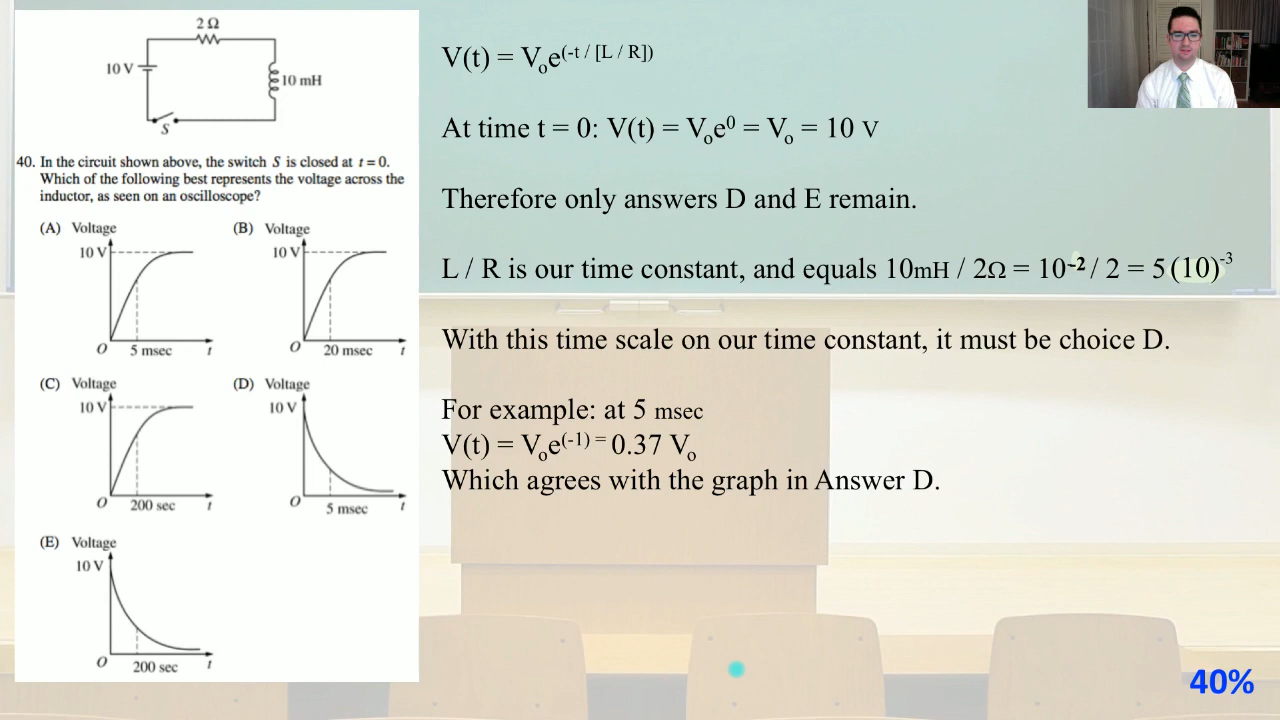 2 Ω
10 V
10 mH
S
40. In the circuit shown above, the switch S is closed at t = 0.
Which of the following best represents the voltage across the
inductor, as seen on an oscilloscope?
(A) Voltage
10 V
O 5 msec t
(B) Voltage
10 V
O 20 msec t
(C) Voltage
10 V
O 200 sec t
(D) Voltage
10 V
O 5 msec t
(E) Voltage
10 V
O 200 sec t
V(t) = Vₒe^(-t / [L / R])
At time t = 0: V(t) = Vₒe⁰ = Vₒ = 10 V
Therefore only answers D and E remain.
L / R is our time constant, and equals 10mH / 2Ω = 10⁻² / 2 = 5 (10)⁻³
With this time scale on our time constant, it must be choice D.
For example: at 5 msec
V(t) = Vₒe^(-1) = 0.37 Vₒ
Which agrees with the graph in Answer D.
40%